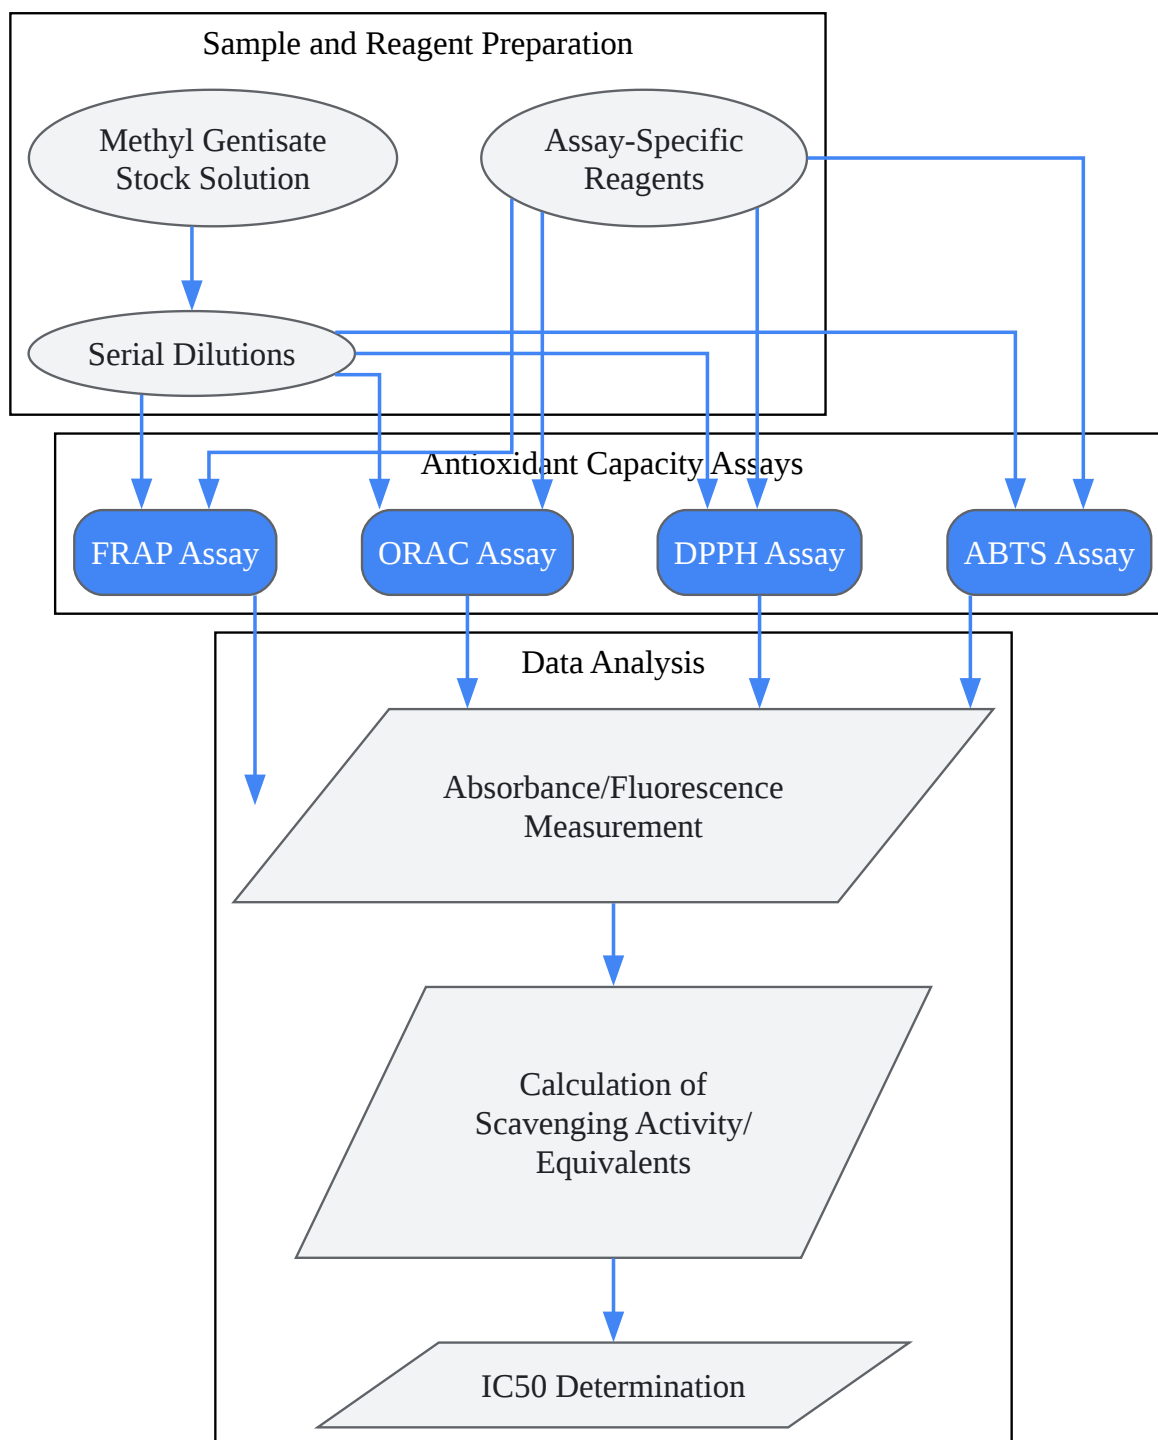 Sample and Reagent Preparation
Methyl Gentisate
Stock Solution
Assay-Specific
Reagents
Serial Dilutions
Antioxidant Capacity Assays
FRAP Assay
ORAC Assay
DPPH Assay
ABTS Assay
Data Analysis
Absorbance/Fluorescence
Measurement
Calculation of
Scavenging Activity/
Equivalents
IC50 Determination